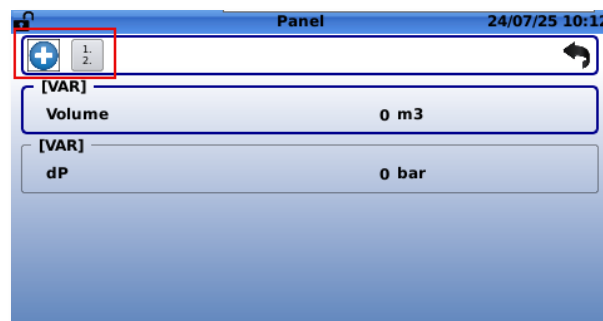 Panel 24/07/25 10:12
1.
2.
[VAR]
Volume 0 m3
[VAR]
dP 0 bar